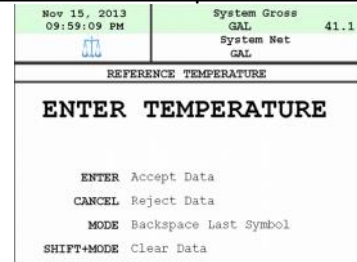 Nov 15, 2013
09:59:09 PM
System Gross
GAL 41.1
System Net
GAL
REFERENCE TEMPERATURE
ENTER TEMPERATURE
ENTER Accept Data
CANCEL Reject Data
MODE Backspace Last Symbol
SHIFT+MODE Clear Data